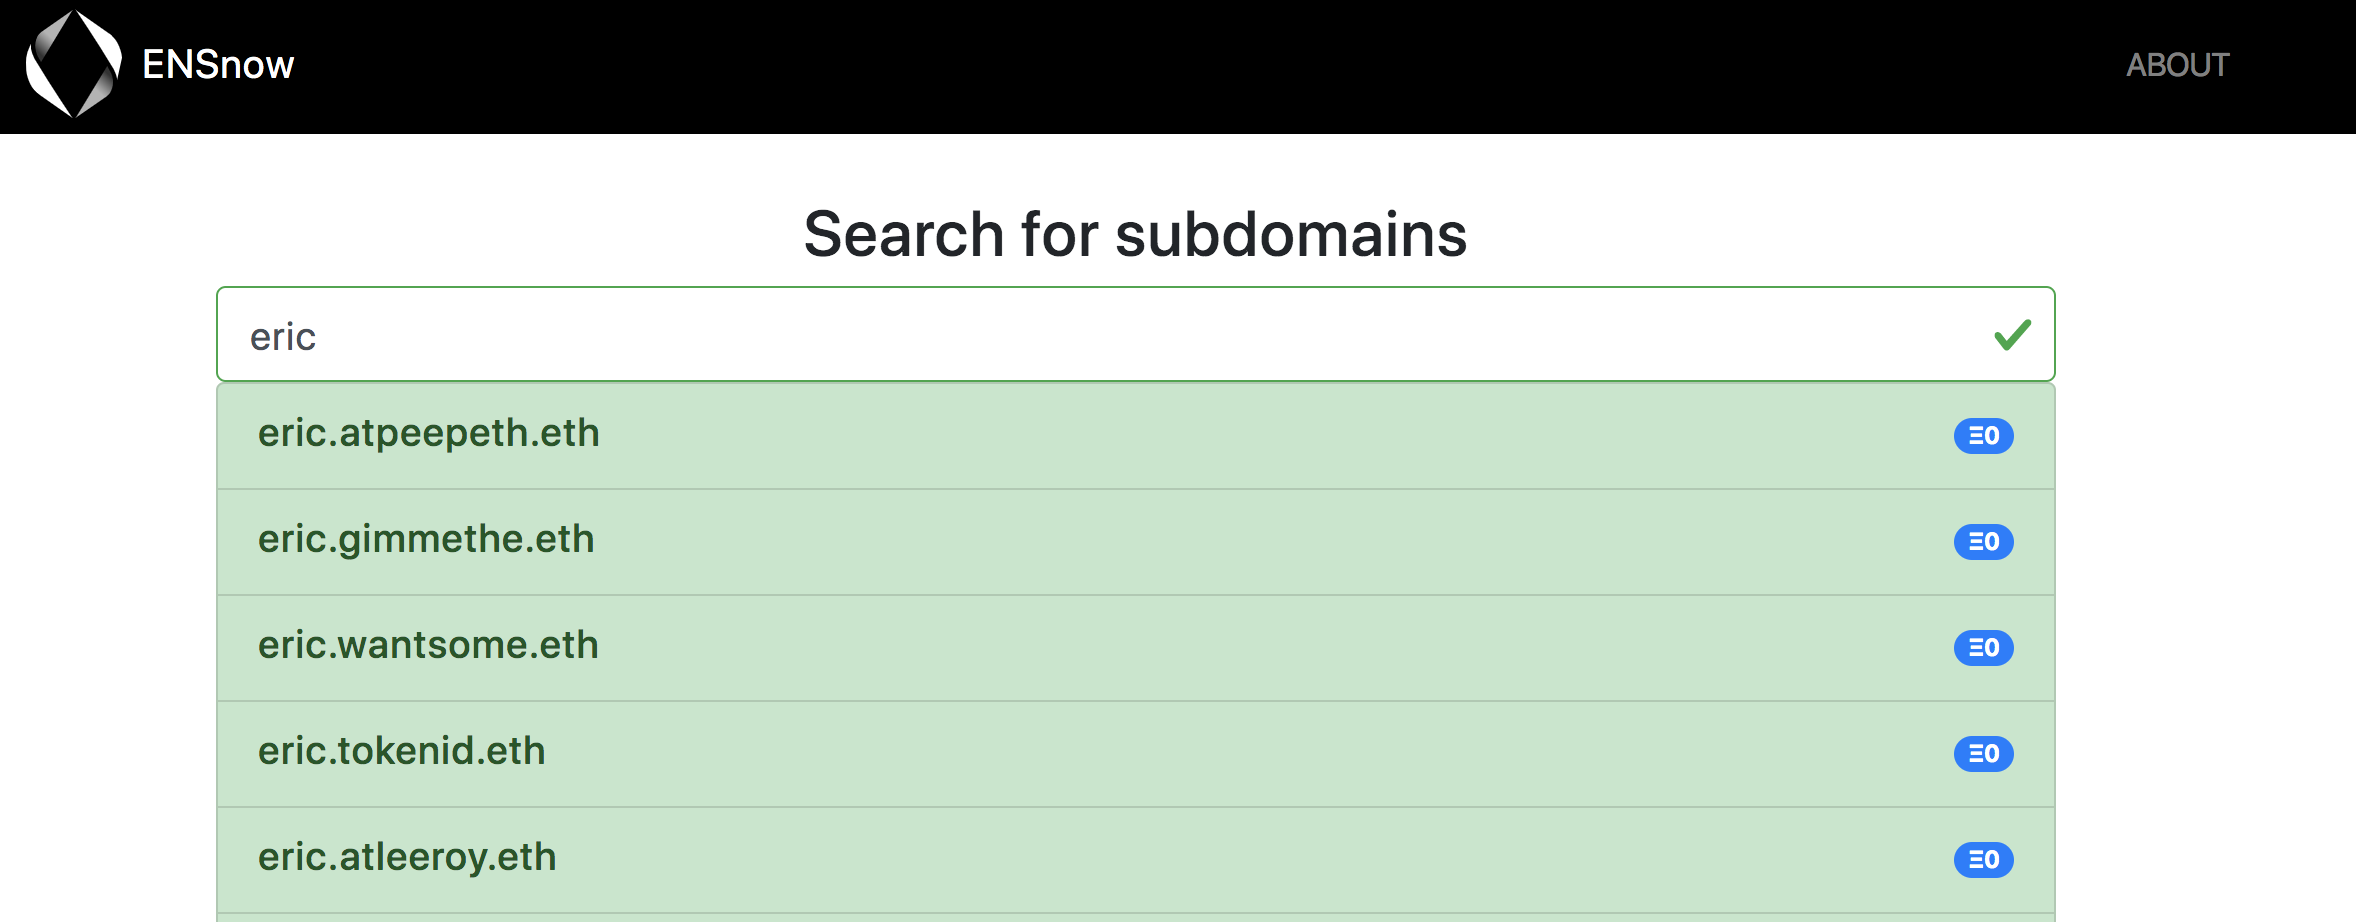 ENSnow
ABOUT
Search for subdomains
eric
eric.atpeepeth.eth
Ξ0
eric.gimmethe.eth
Ξ0
eric.wantsome.eth
Ξ0
eric.tokenid.eth
Ξ0
eric.atleeroy.eth
Ξ0